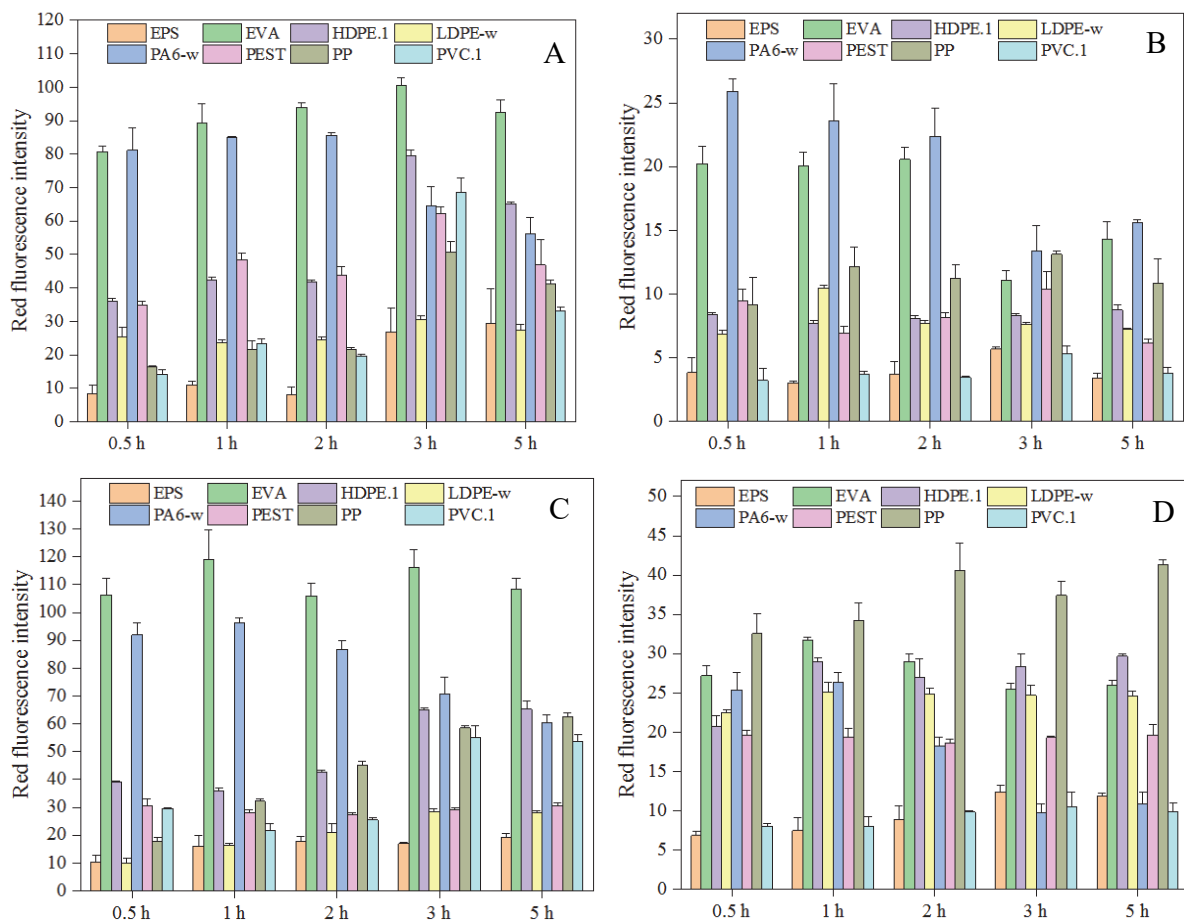 A
EPS EVA HDPE.1 LDPE-w
PA6-w PEST PP PVC.1
Red fluorescence intensity
120
110
100
90
80
70
60
50
40
30
20
10
0
0.5 h 1 h 2 h 3 h 5 h
B
EPS EVA HDPE.1 LDPE-w
PA6-w PEST PP PVC.1
Red fluorescence intensity
30
25
20
15
10
5
0
0.5 h 1 h 2 h 3 h 5 h
C
EPS EVA HDPE.1 LDPE-w
PA6-w PEST PP PVC.1
Red fluorescence intensity
140
130
120
110
100
90
80
70
60
50
40
30
20
10
0
0.5 h 1 h 2 h 3 h 5 h
D
EPS EVA HDPE.1 LDPE-w
PA6-w PEST PP PVC.1
Red fluorescence intensity
50
45
40
35
30
25
20
15
10
5
0
0.5 h 1 h 2 h 3 h 5 h